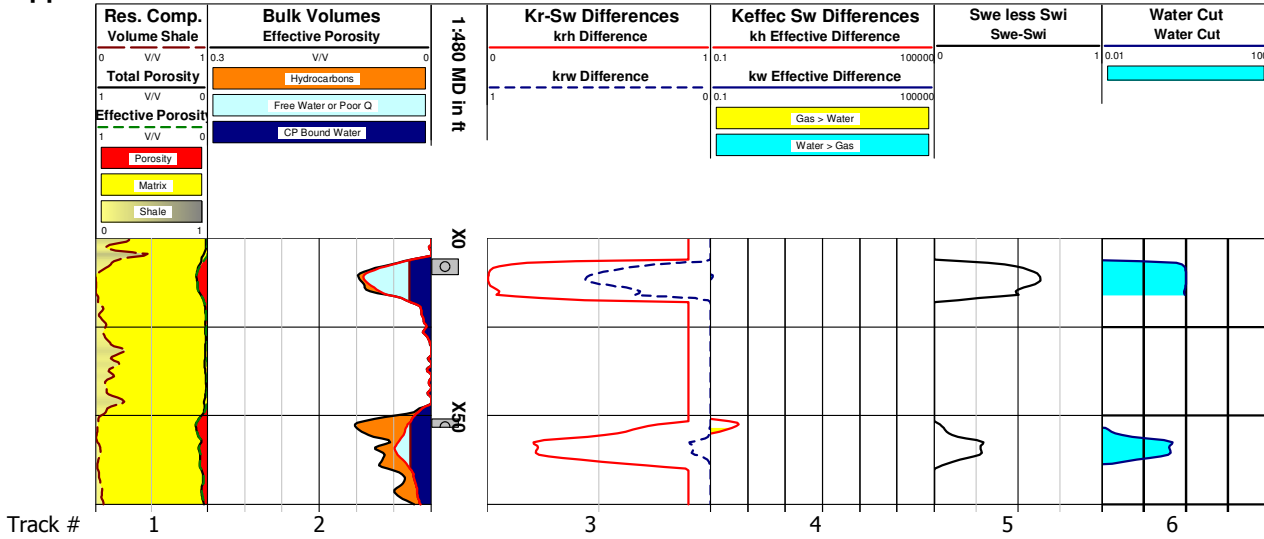 Res. Comp.
Volume Shale
0 V/V 1
Total Porosity
1 V/V 0
Effective Porosity
1 V/V 0
Porosity
Matrix
Shale
0 1
Bulk Volumes
Effective Porosity
0.3 V/V 0
Hydrocarbons
Free Water or Poor Q
CP Bound Water
1:480 MD in ft
Kr-Sw Differences
krh Difference
0 1
krw Difference
1 0
Keffec Sw Differences
kh Effective Difference
0.1 100000
kw Effective Difference
0.1 100000
Gas > Water
Water > Gas
Swe less Swi
Swe-Swi
0 1
Water Cut
Water Cut
0.01
X0
X50
Track # 1 2 3 4 5 6